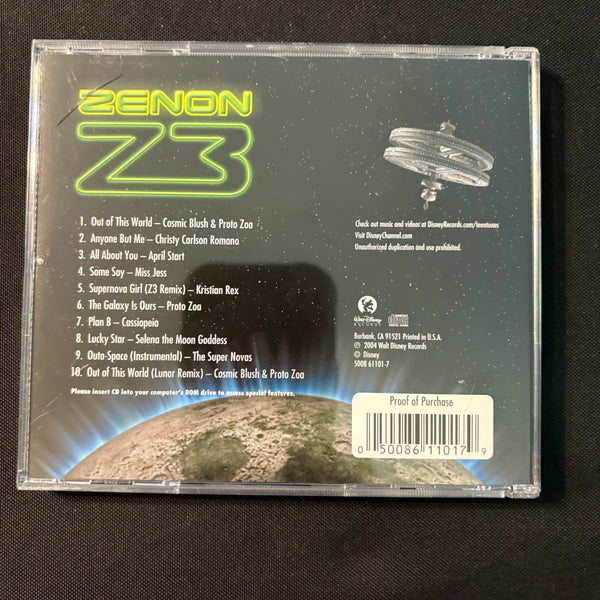 ZENON
Z3
1. Out of This World – Cosmic Blush & Proto Zoa
2. Anyone But Me – Christy Carlson Romano
3. All About You – April Start
4. Some Say – Miss Jess
5. Supernova Girl (Z3 Remix) – Kristian Rex
6. The Galaxy Is Ours – Proto Zoa
7. Plan B – Cassiopeia
8. Lucky Star – Selena the Moon Goddess
9. Outo-Space (Instrumental) – The Super Novas
10. Out of This World (Lunar Remix) – Cosmic Blush & Proto Zoa
Please insert CD into your computer's ROM drive to access special features.
Check out music and videos at DisneyRecords.com/teentunes
Visit DisneyChannel.com
Unauthorized duplication and use prohibited.
Walt Disney
RECORDS
Burbank, CA 91521 Printed in U.S.A.
℗ 2004 Walt Disney Records
© Disney
5008 61101-7
Proof of Purchase
0 50086 11017 9